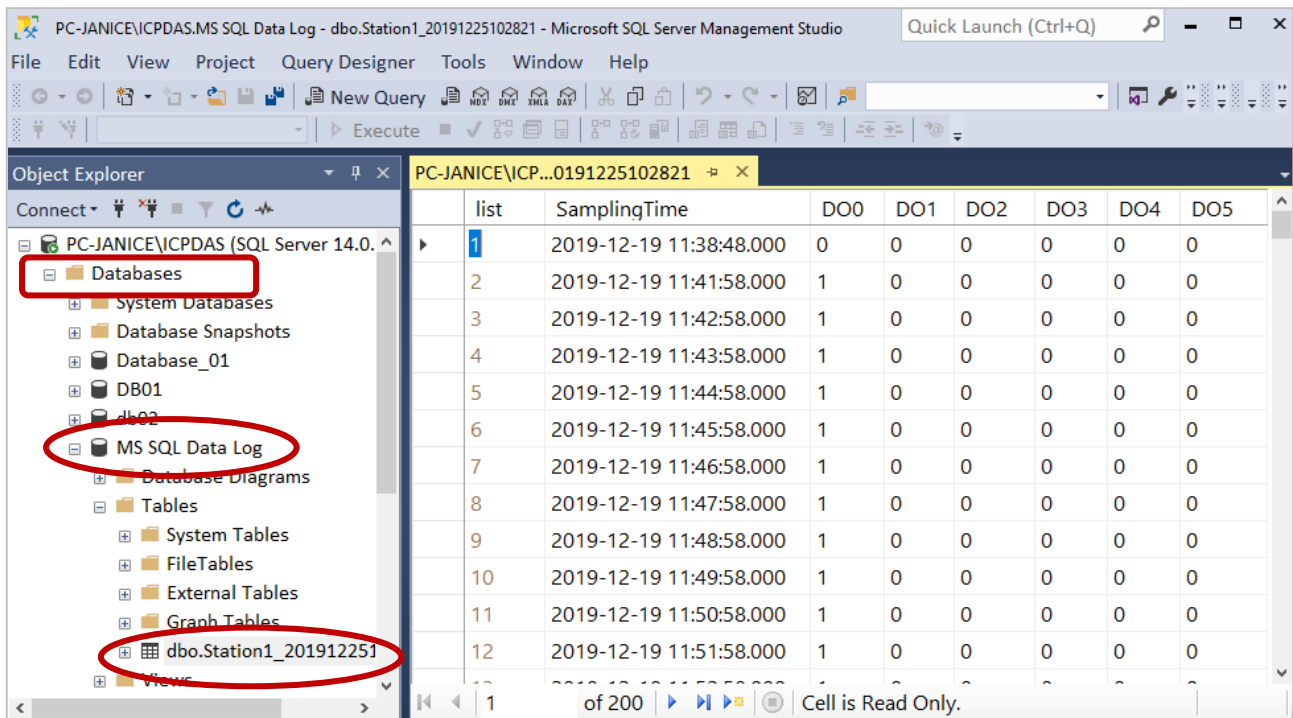 PC-JANICE\ICPDAS.MS SQL Data Log - dbo.Station1_20191225102821 - Microsoft SQL Server Management Studio Quick Launch (Ctrl+Q)
File Edit View Project Query Designer Tools Window Help
New Query MDX DMX XMLA DAX
Execute
Object Explorer
Connect
PC-JANICE\ICPDAS (SQL Server 14.0.
Databases
System Databases
Database Snapshots
Database_01
DB01
db02
MS SQL Data Log
Database Diagrams
Tables
System Tables
FileTables
External Tables
Graph Tables
dbo.Station1_201912251
Views
PC-JANICE\ICP...0191225102821
list SamplingTime DO0 DO1 DO2 DO3 DO4 DO5
1 2019-12-19 11:38:48.000 0 0 0 0 0 0
2 2019-12-19 11:41:58.000 1 0 0 0 0 0
3 2019-12-19 11:42:58.000 1 0 0 0 0 0
4 2019-12-19 11:43:58.000 1 0 0 0 0 0
5 2019-12-19 11:44:58.000 1 0 0 0 0 0
6 2019-12-19 11:45:58.000 1 0 0 0 0 0
7 2019-12-19 11:46:58.000 1 0 0 0 0 0
8 2019-12-19 11:47:58.000 1 0 0 0 0 0
9 2019-12-19 11:48:58.000 1 0 0 0 0 0
10 2019-12-19 11:49:58.000 1 0 0 0 0 0
11 2019-12-19 11:50:58.000 1 0 0 0 0 0
12 2019-12-19 11:51:58.000 1 0 0 0 0 0
1 of 200 Cell is Read Only.